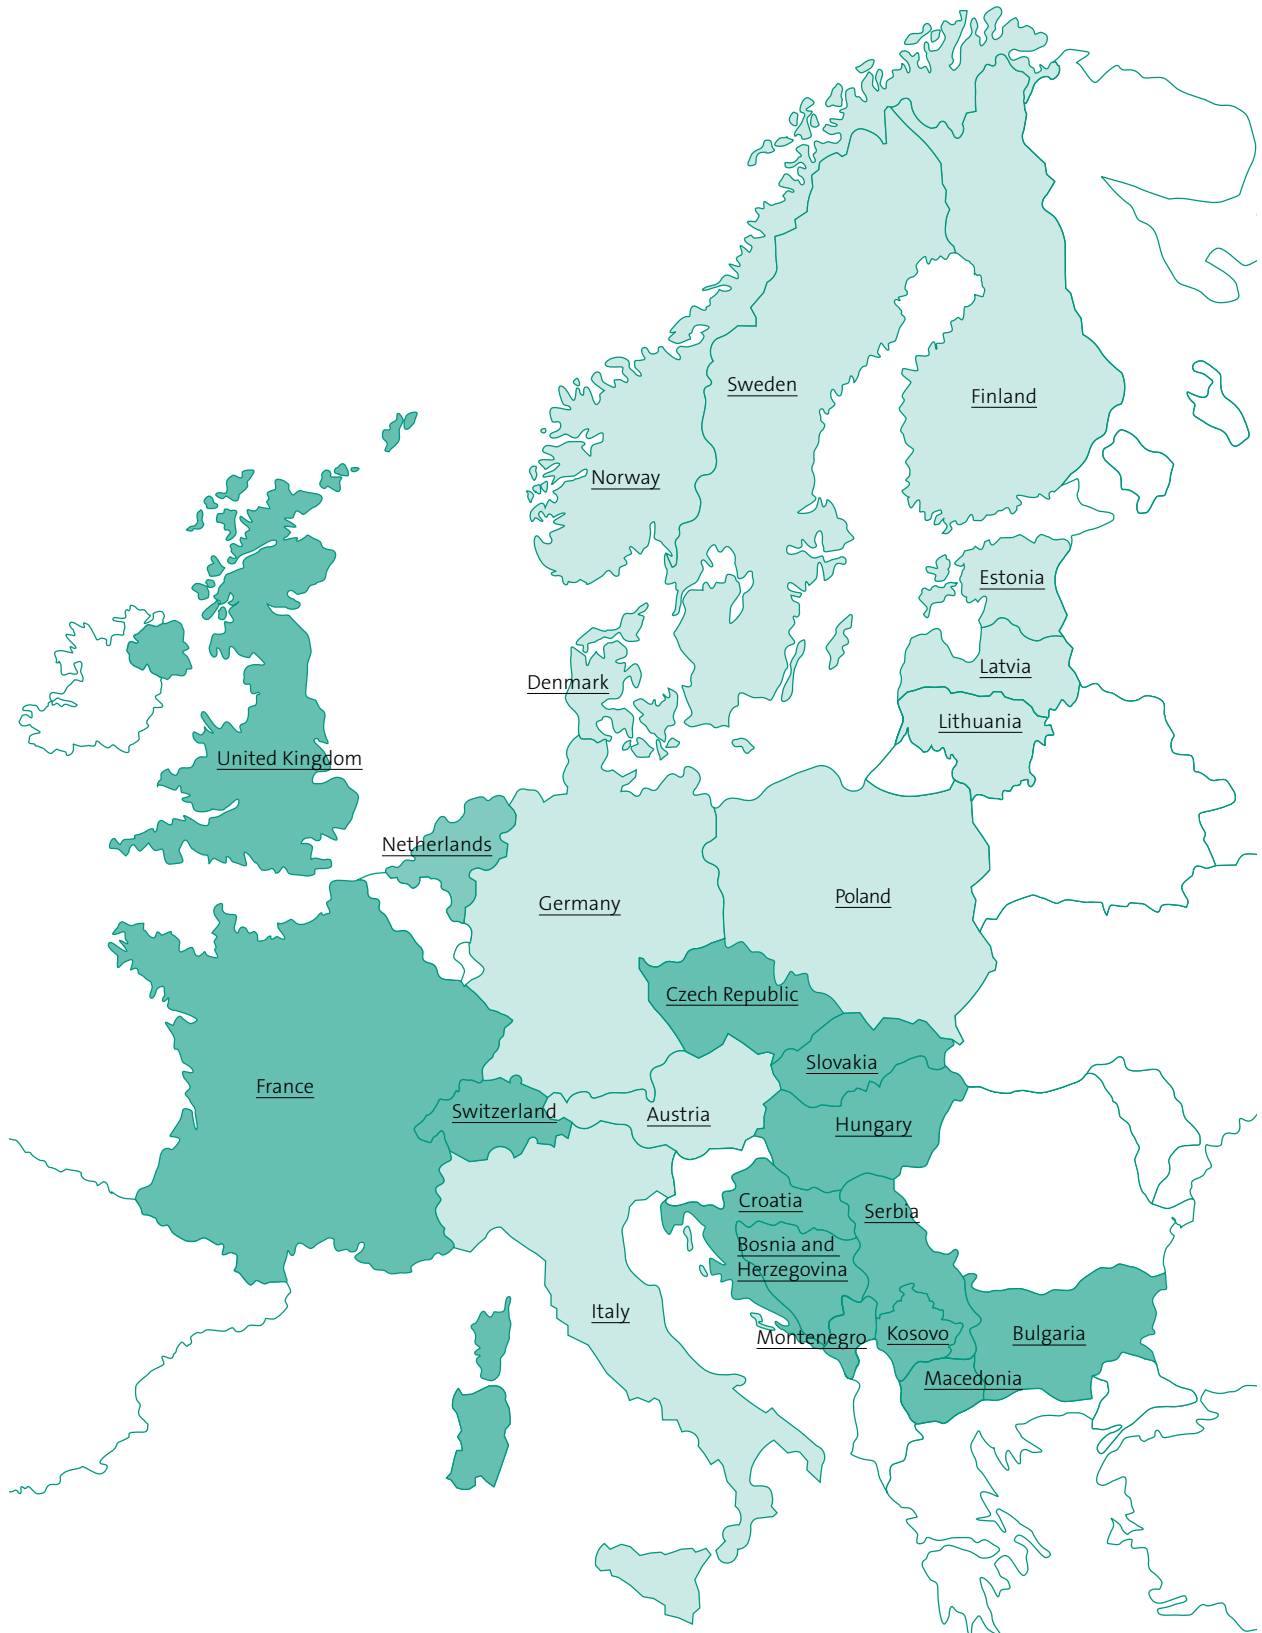 Sweden
Finland
Norway
Estonia
Latvia
Denmark
Lithuania
United Kingdom
Netherlands
Poland
Germany
Czech Republic
Slovakia
France
Switzerland
Austria
Hungary
Croatia
Serbia
Bosnia and
Herzegovina
Italy
Montenegro
Kosovo
Bulgaria
Macedonia